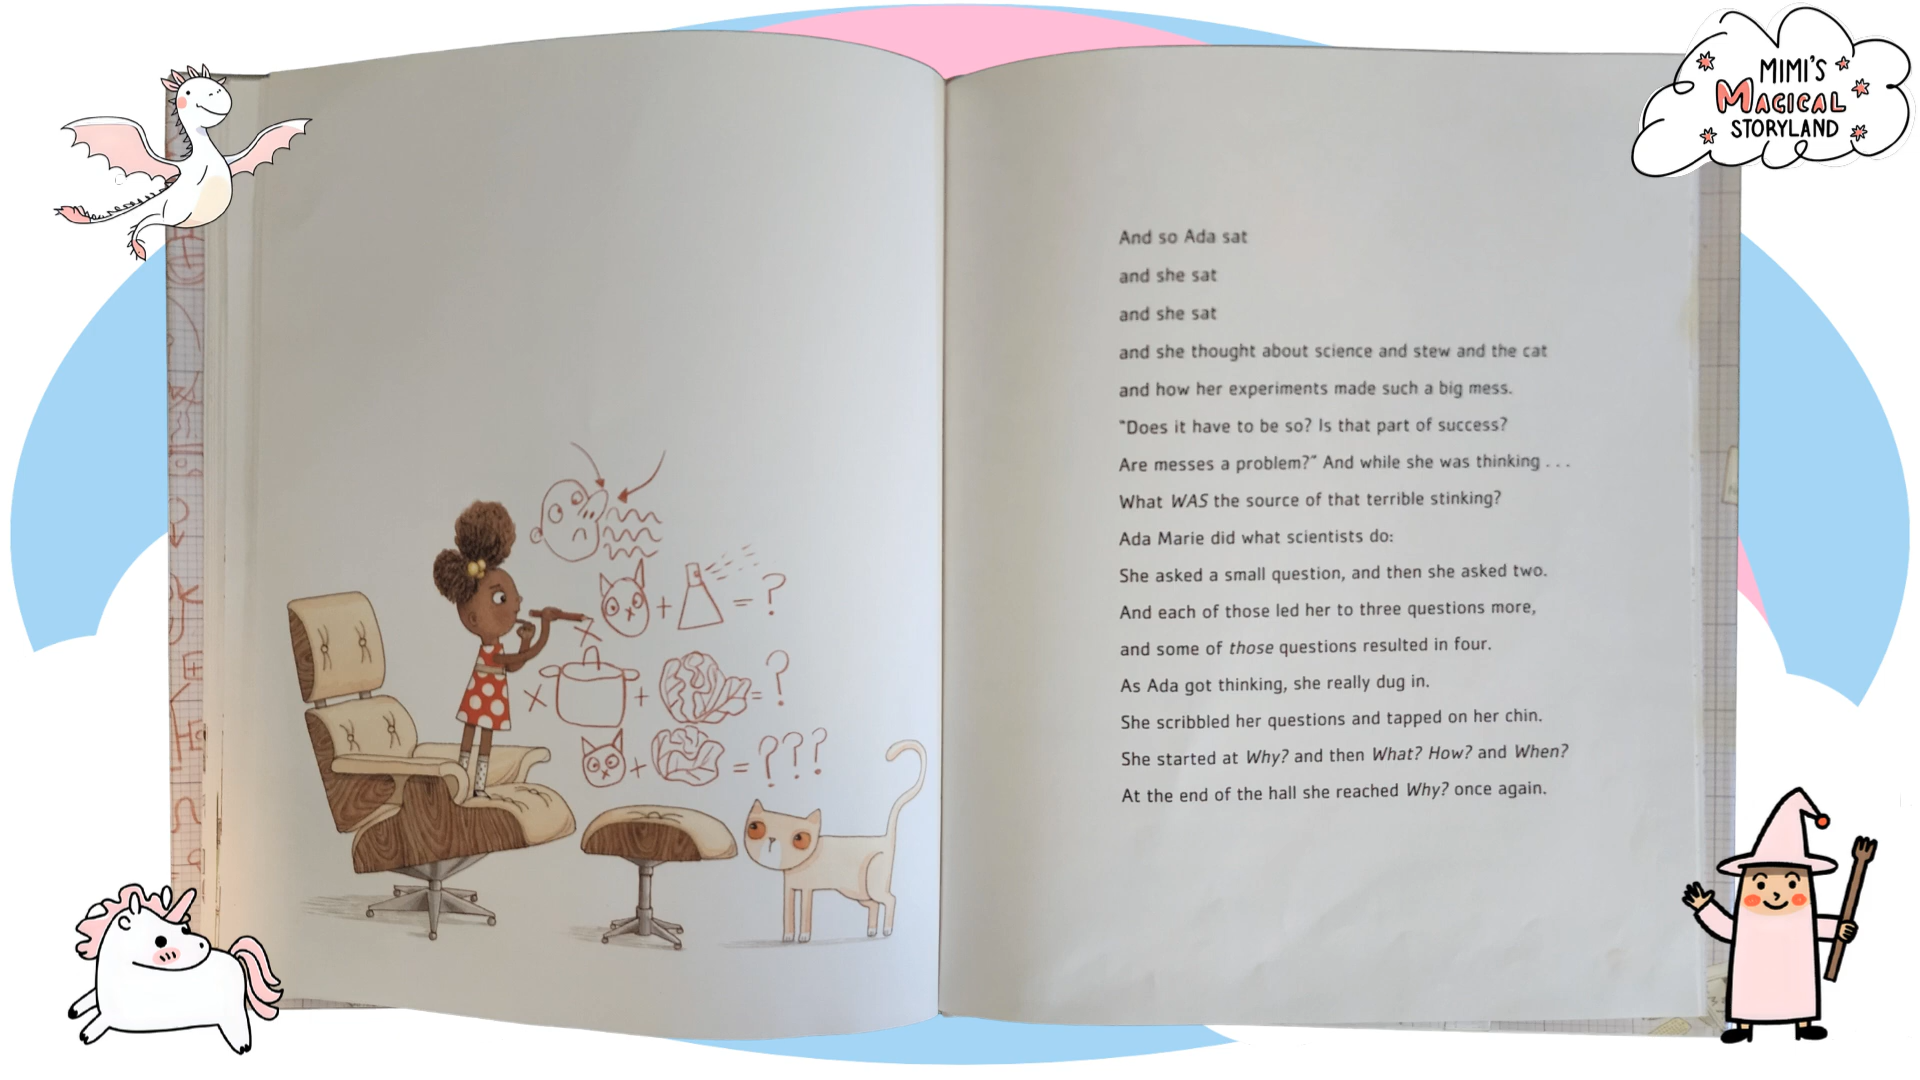 MIMI'S
MAGICAL
STORYLAND
And so Ada sat
and she sat
and she sat
and she thought about science and stew and the cat
and how her experiments made such a big mess.
"Does it have to be so? Is that part of success?
Are messes a problem?" And while she was thinking . . .
What WAS the source of that terrible stinking?
Ada Marie did what scientists do:
She asked a small question, and then she asked two.
And each of those led her to three questions more,
and some of those questions resulted in four.
As Ada got thinking, she really dug in.
She scribbled her questions and tapped on her chin.
She started at Why? and then What? How? and When?
At the end of the hall she reached Why? once again.
+ = ?
X + = ?
+ = ???